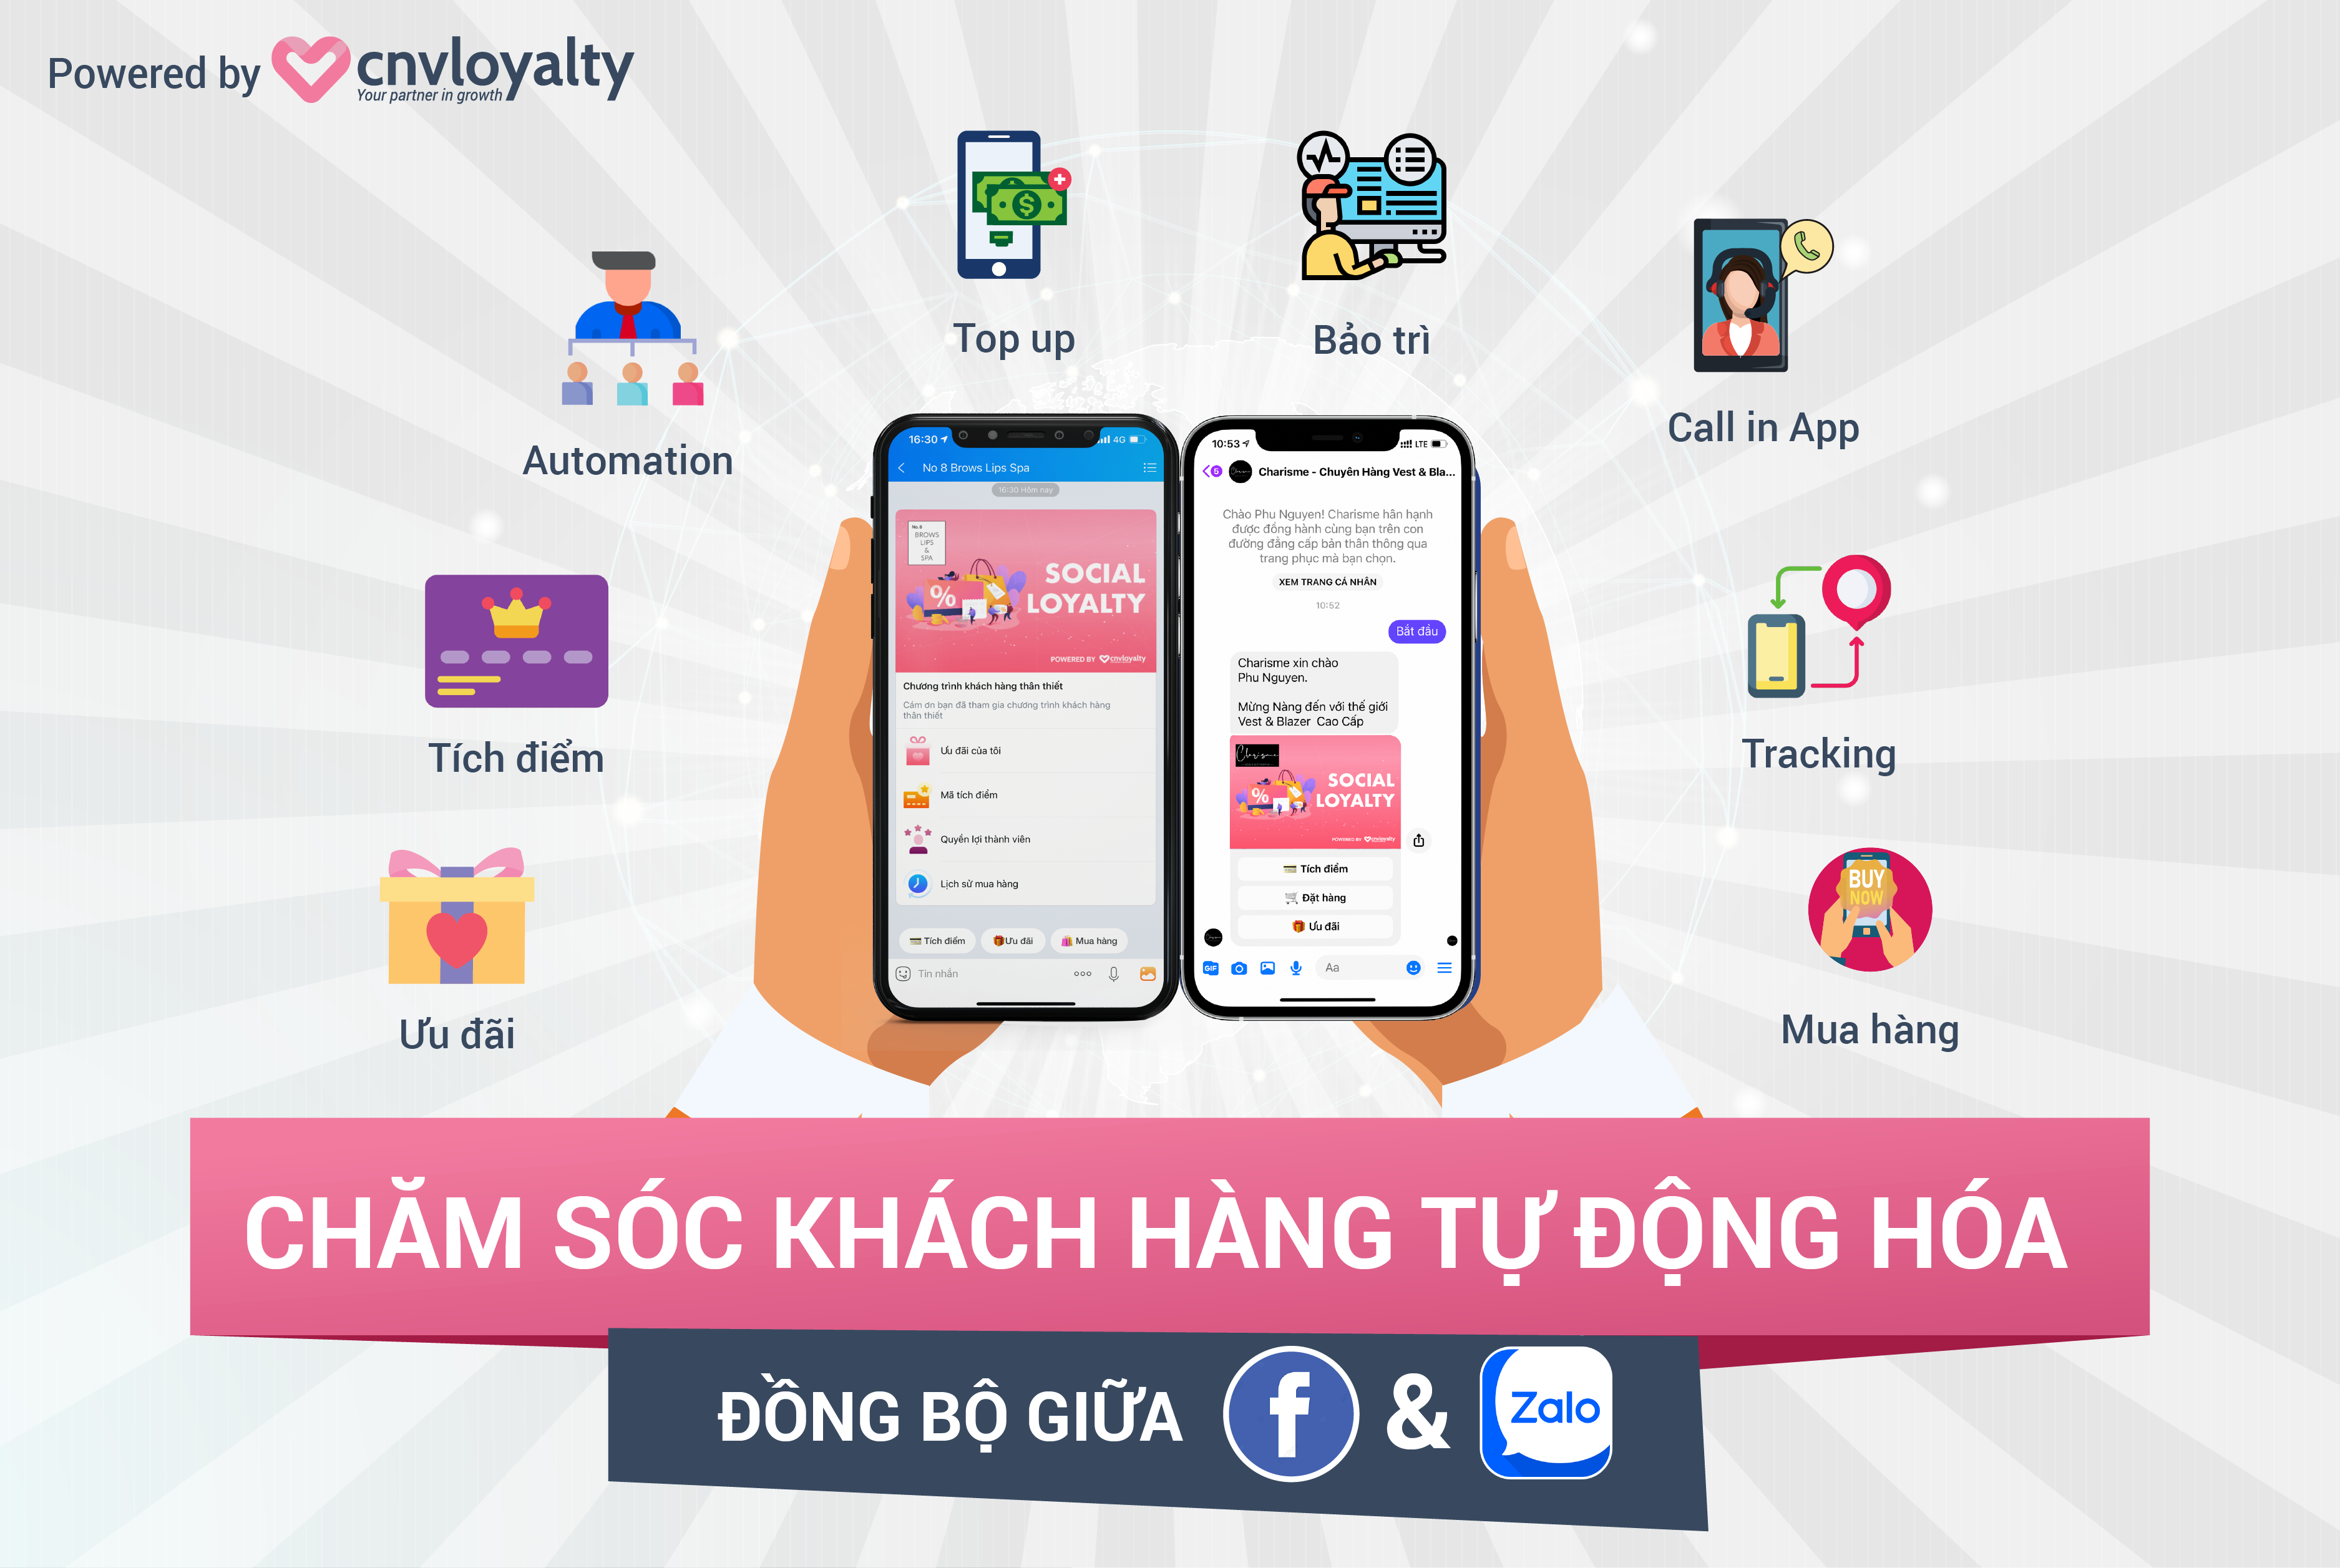 Powered by cnvloyalty
Your partner in growth
Top up
Bảo trì
Automation
Call in App
Tích điểm
Tracking
Ưu đãi
Mua hàng
BUY
NOW
16:30
4G
No 8 Brows Lips Spa
16:30 Hôm nay
No.8
BROWS
LIPS
&
SPA
SOCIAL
LOYALTY
%
POWERED BY cnvloyalty
Chương trình khách hàng thân thiết
Cảm ơn bạn đã tham gia chương trình khách hàng
thân thiết
Ưu đãi của tôi
Mã tích điểm
Quyền lợi thành viên
Lịch sử mua hàng
Tích điểm Ưu đãi Mua hàng
Tin nhắn
10:53
LTE
5
Charisme - Chuyên Hàng Vest & Bla...
Chào Phu Nguyen! Charisme hân hạnh
được đồng hành cùng bạn trên con
đường đẳng cấp bản thân thông qua
trang phục mà bạn chọn.
XEM TRANG CÁ NHÂN
10:52
Bắt đầu
Charisme xin chào
Phu Nguyen.
Mừng Nàng đến với thế giới
Vest & Blazer Cao Cấp
Charisme
SOCIAL
LOYALTY
%
POWERED BY cnvloyalty
Tích điểm
Đặt hàng
Ưu đãi
GIF
Aa
CHĂM SÓC KHÁCH HÀNG TỰ ĐỘNG HÓA
ĐỒNG BỘ GIỮA f & Zalo